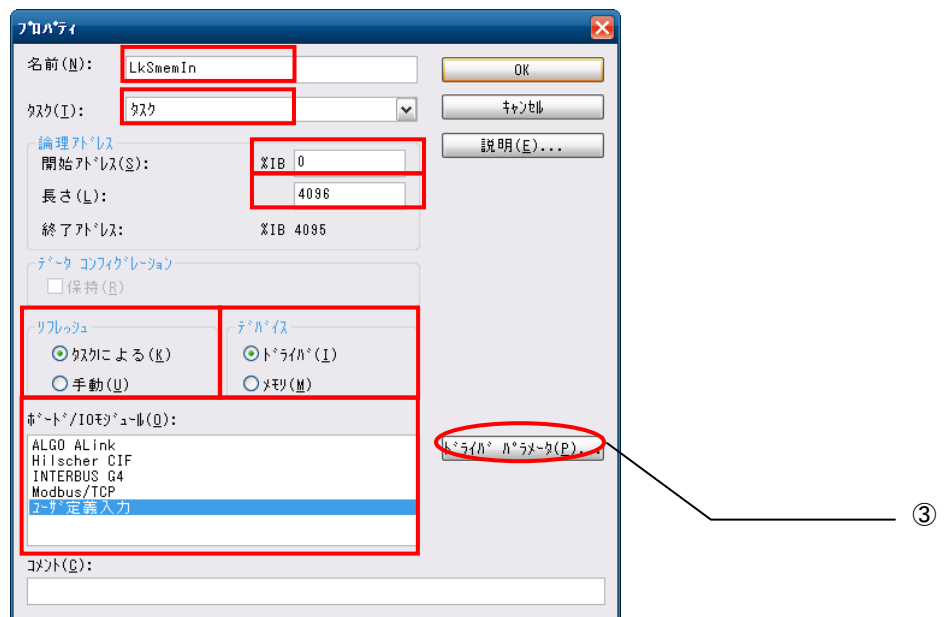 ﾌﾟﾛﾊﾟﾃｨ
名前(N):
LkSmemIn
OK
ﾀｽｸ(T):
ﾀｽｸ
ｷｬﾝｾﾙ
論理ｱﾄﾞﾚｽ
説明(E)...
開始ｱﾄﾞﾚｽ(S):
%IB 0
長さ(L):
4096
終了ｱﾄﾞﾚｽ:
%IB 4095
ﾃﾞｰﾀ ｺﾝﾌｨｸﾞﾚｰｼｮﾝ
保持(R)
ﾘﾌﾚｯｼｭ
ﾃﾞﾊﾞｲｽ
ﾀｽｸによる(K)
ﾄﾞﾗｲﾊﾞ(I)
手動(U)
ﾒﾓﾘ(M)
ﾎﾞｰﾄﾞ/IOﾓｼﾞｭｰﾙ(O):
ﾄﾞﾗｲﾊﾞ ﾊﾟﾗﾒｰﾀ(P)...
ALGO ALink
Hilscher CIF
INTERBUS G4
Modbus/TCP
ﾕｰｻﾞ定義入力
③
ｺﾒﾝﾄ(C):